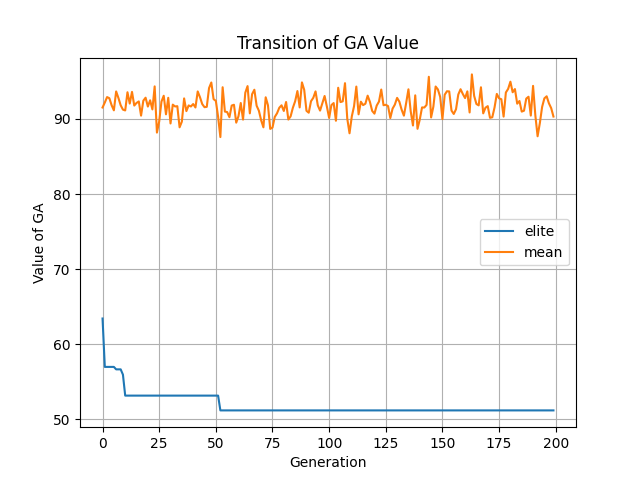 Transition of GA Value
Value of GA
90
80
70
60
50
elite
mean
0 25 50 75 100 125 150 175 200
Generation